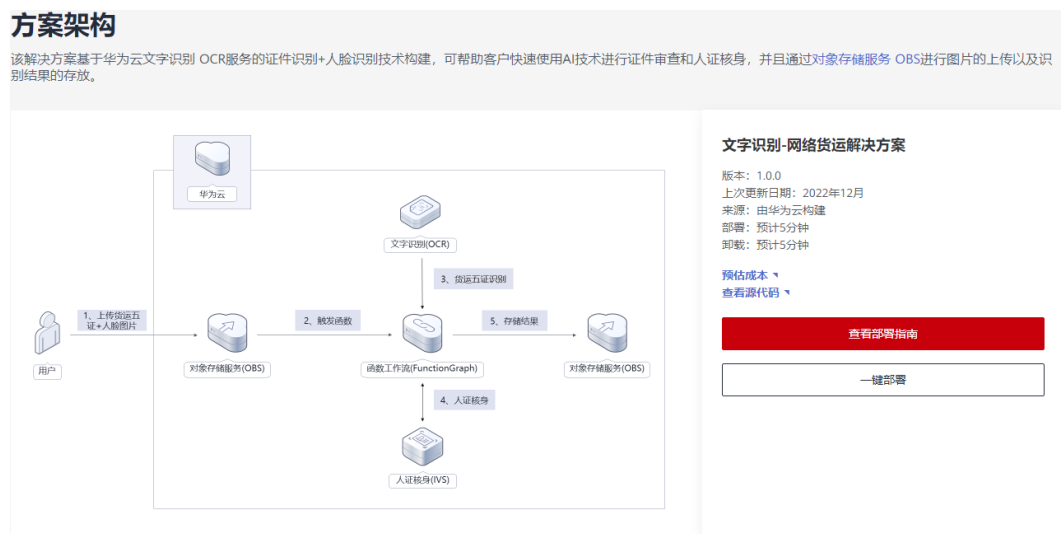 方案架构
该解决方案基于华为云文字识别 OCR服务的证件识别+人脸识别技术构建，可帮助客户快速使用AI技术进行证件审查和人证核身，并且通过对象存储服务 OBS进行图片的上传以及识
别结果的存放。
华为云
文字识别(OCR)
3、货运五证识别
1、上传货运五
证+人脸图片
2、触发函数
5、存储结果
用户
对象存储服务(OBS)
函数工作流(FunctionGraph)
对象存储服务(OBS)
4、人证核身
人证核身(IVS)
文字识别-网络货运解决方案
版本：1.0.0
上次更新日期：2022年12月
来源：由华为云构建
部署：预计5分钟
卸载：预计5分钟
预估成本
查看源代码
查看部署指南
一键部署